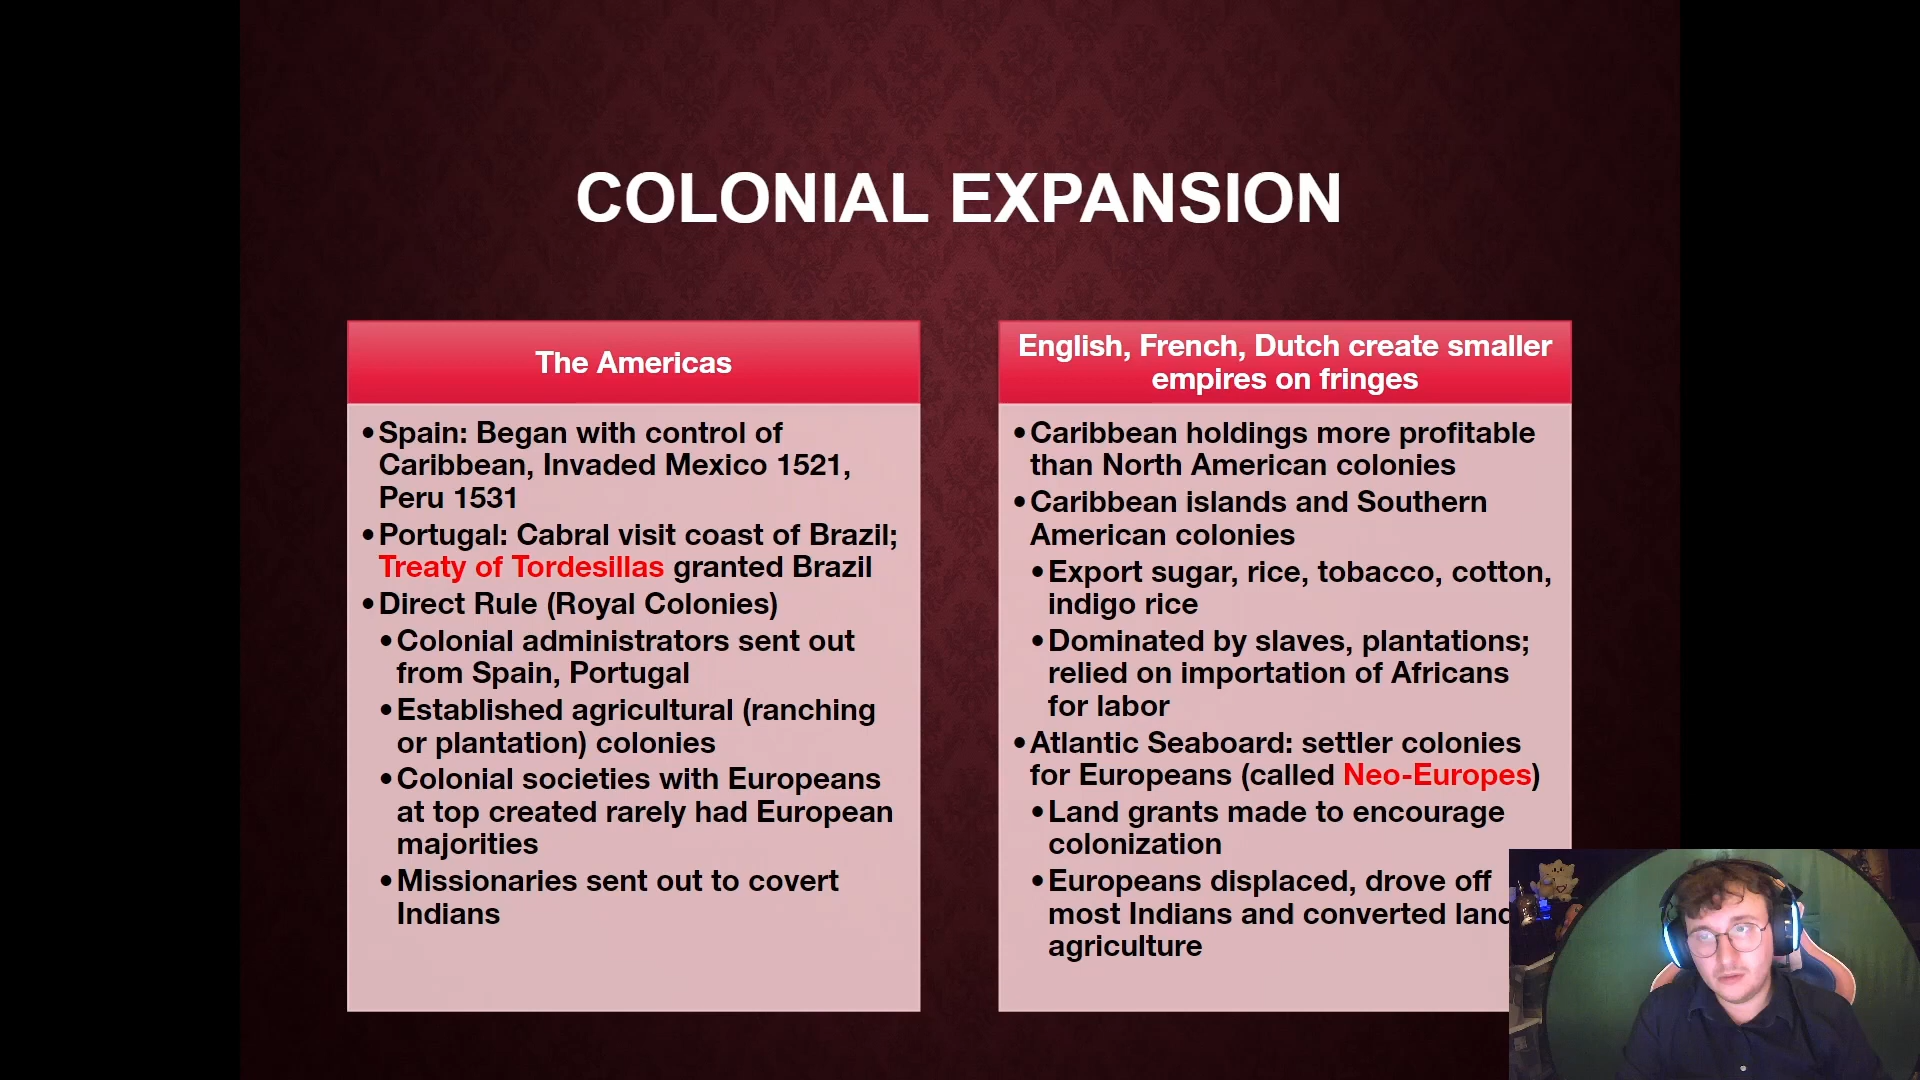 COLONIAL EXPANSION
The Americas
•Spain: Began with control of
Caribbean, Invaded Mexico 1521,
Peru 1531
•Portugal: Cabral visit coast of Brazil;
Treaty of Tordesillas granted Brazil
•Direct Rule (Royal Colonies)
•Colonial administrators sent out
from Spain, Portugal
•Established agricultural (ranching
or plantation) colonies
•Colonial societies with Europeans
at top created rarely had European
majorities
•Missionaries sent out to covert
Indians
English, French, Dutch create smaller
empires on fringes
•Caribbean holdings more profitable
than North American colonies
•Caribbean islands and Southern
American colonies
•Export sugar, rice, tobacco, cotton,
indigo rice
•Dominated by slaves, plantations;
relied on importation of Africans
for labor
•Atlantic Seaboard: settler colonies
for Europeans (called Neo-Europes)
•Land grants made to encourage
colonization
•Europeans displaced, drove off
most Indians and converted land
agriculture